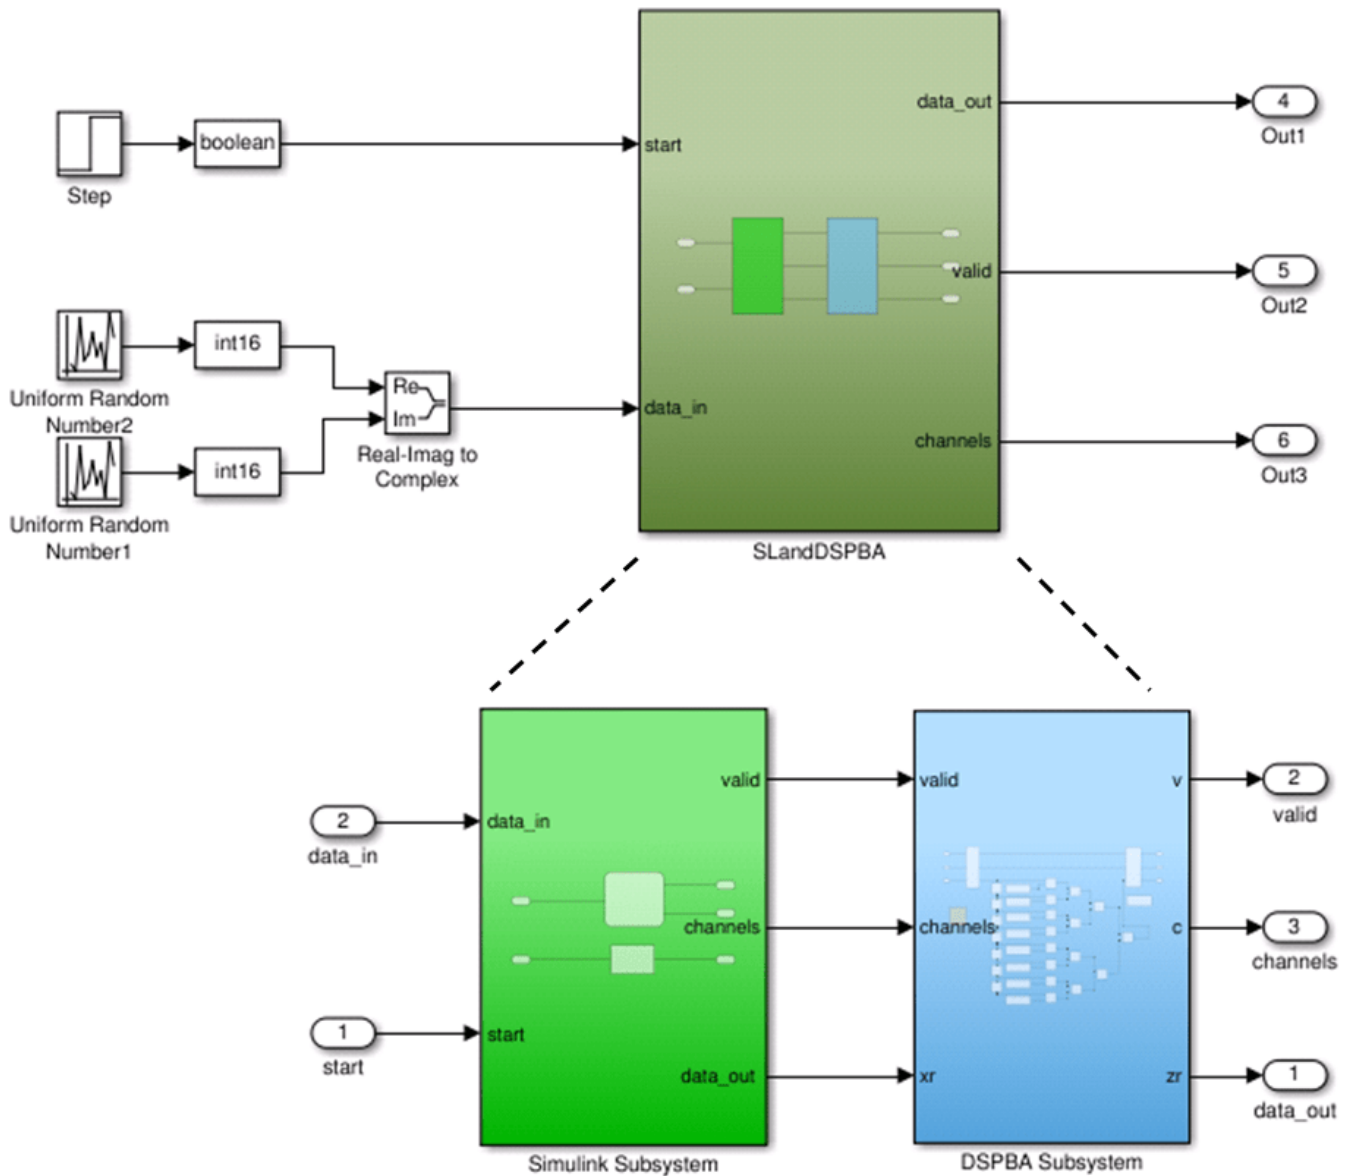 data_out
4
Out1
boolean
start
Step
valid
5
Out2
int16
Uniform Random
Number2
Re
Im
data_in
Real-Imag to
Complex
int16
Uniform Random
Number1
channels
6
Out3
SLandDSPBA
valid
valid
v
2
valid
2
data_in
data_in
channels
channels
c
3
channels
1
start
start
data_out
xr
zr
1
data_out
Simulink Subsystem
DSPBA Subsystem